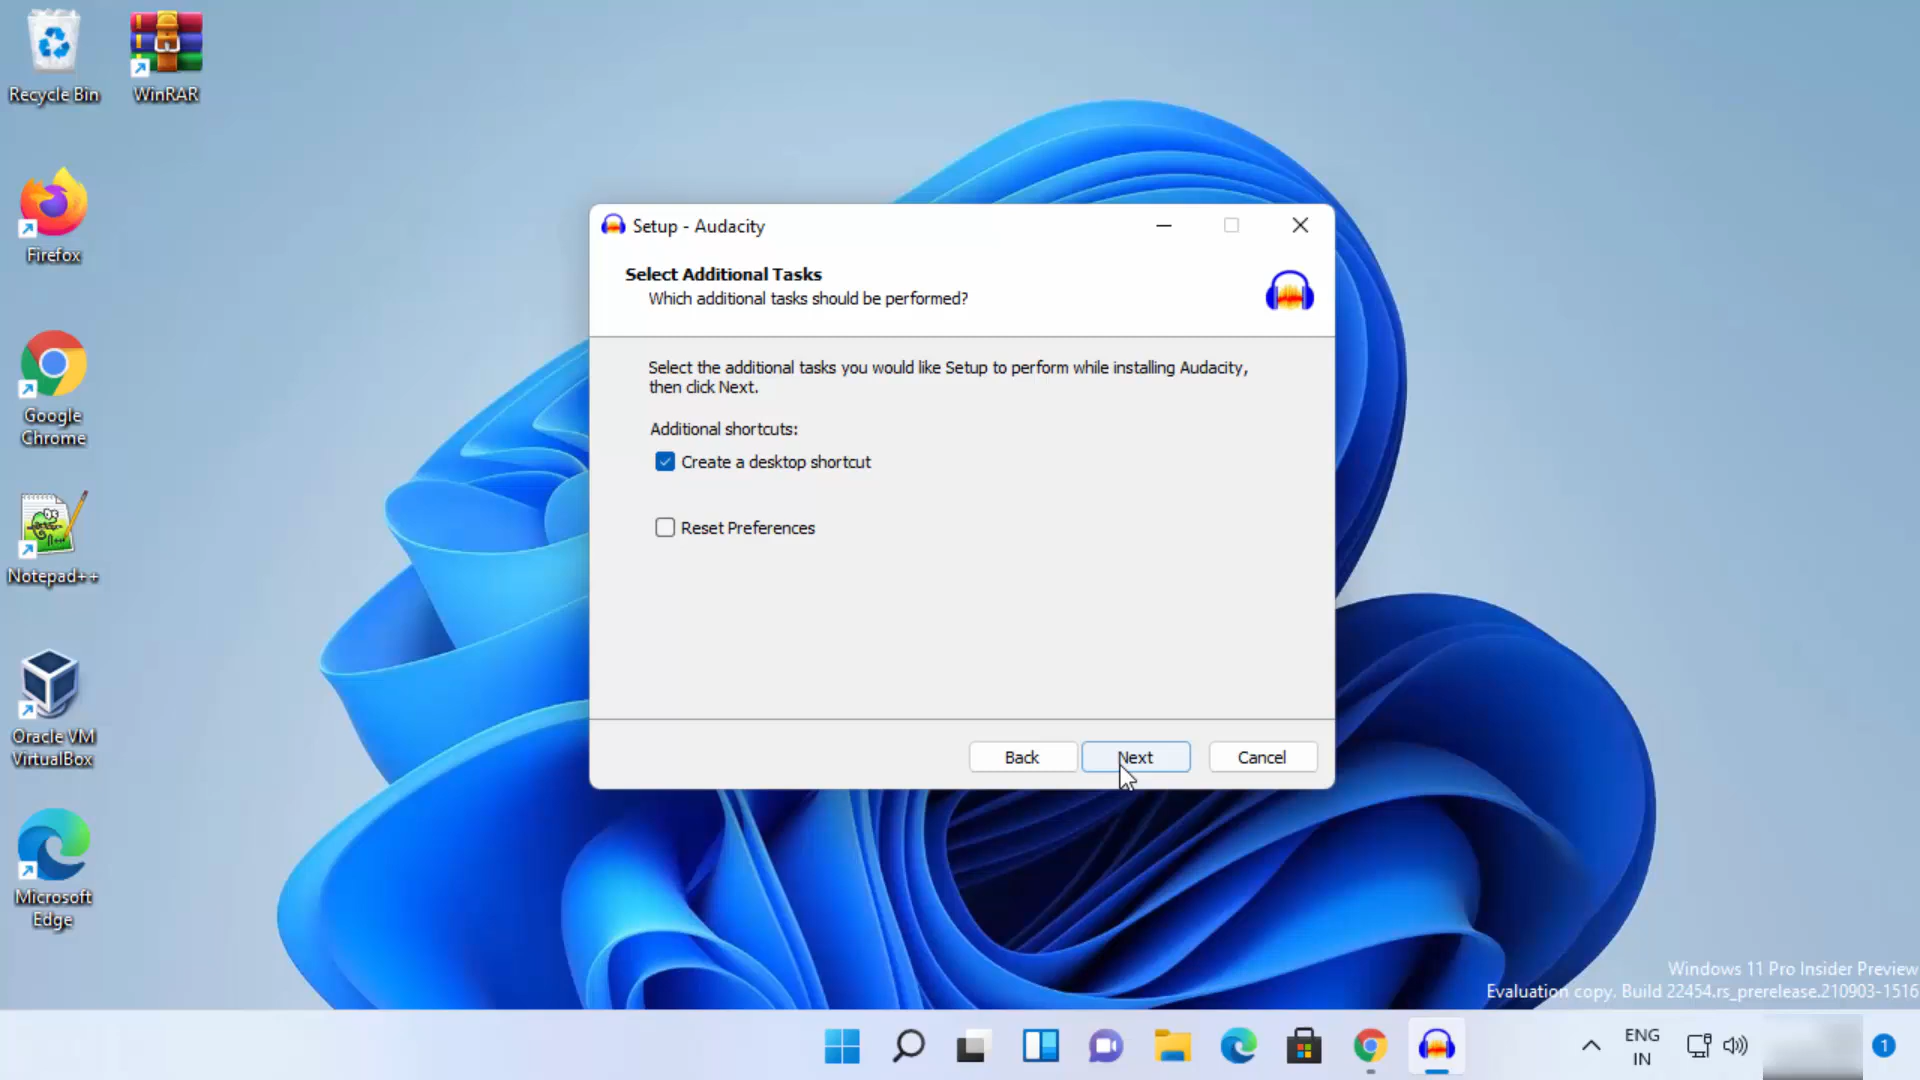 Recycle Bin
WinRAR
Firefox
Google
Chrome
Notepad++
Oracle VM
VirtualBox
Microsoft
Edge
Setup - Audacity
Select Additional Tasks
Which additional tasks should be performed?
Select the additional tasks you would like Setup to perform while installing Audacity,
then click Next.
Additional shortcuts:
Create a desktop shortcut
Reset Preferences
Back
Next
Cancel
Windows 11 Pro Insider Preview
Evaluation copy. Build 22454.rs_prerelease.210903-1516
ENG
IN
1